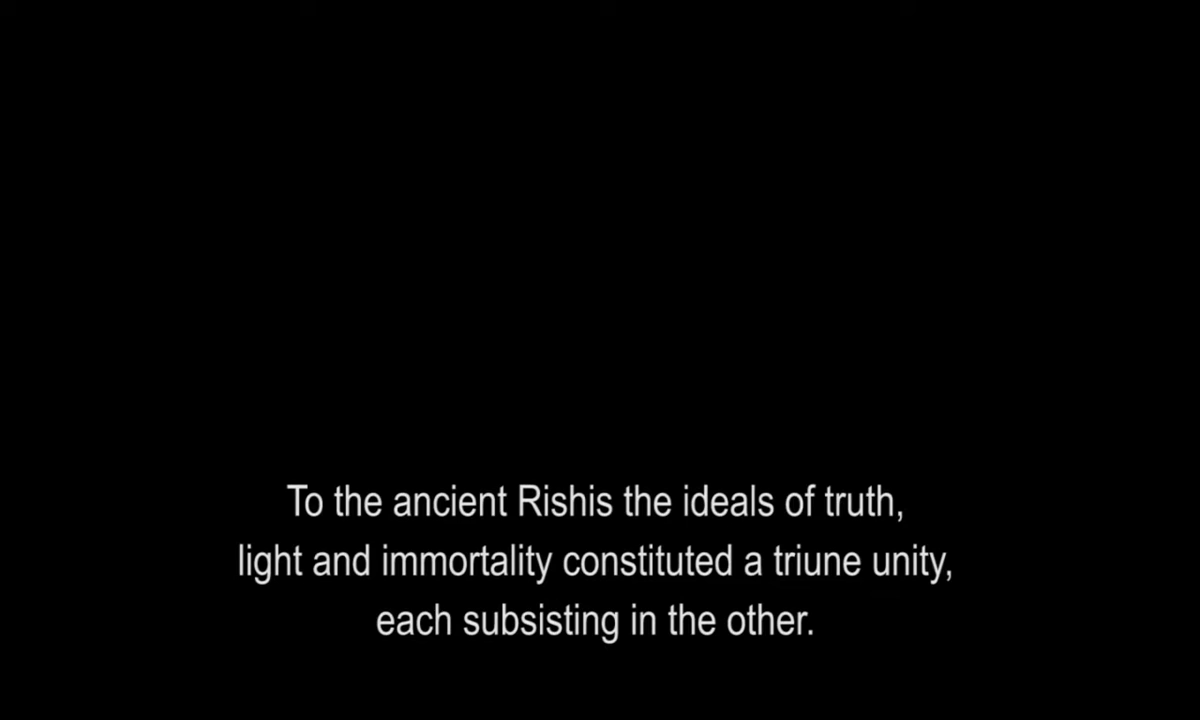 To the ancient Rishis the ideals of truth,
light and immortality constituted a triune unity,
each subsisting in the other.